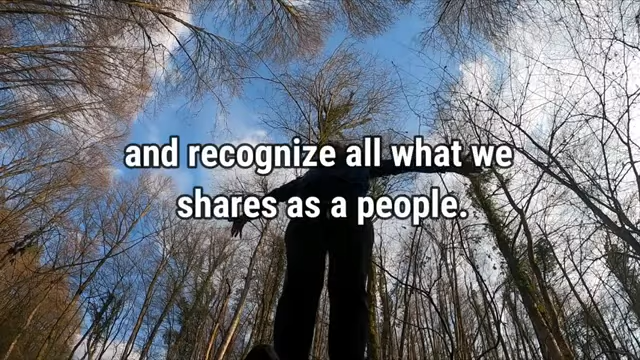 and recognize all what we
shares as a people.